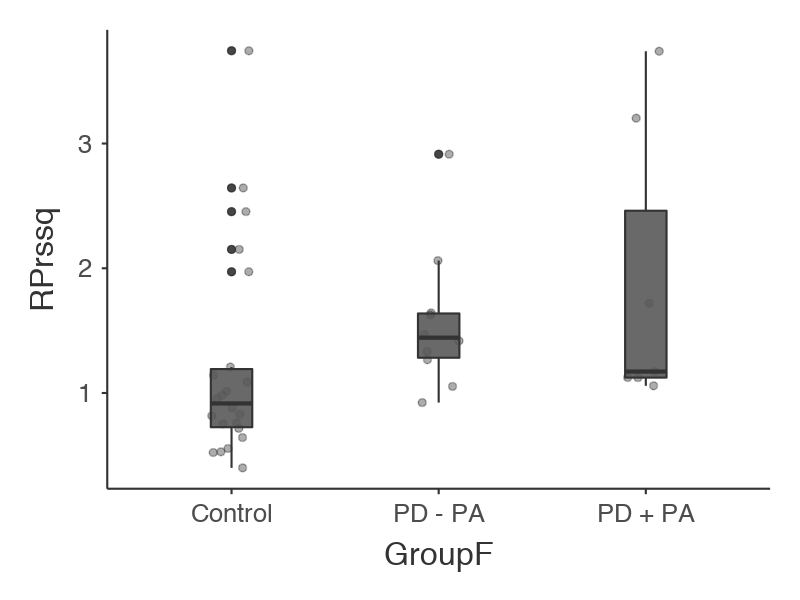 RPrssq
3
2
1
Control
PD - PA
PD + PA
GroupF